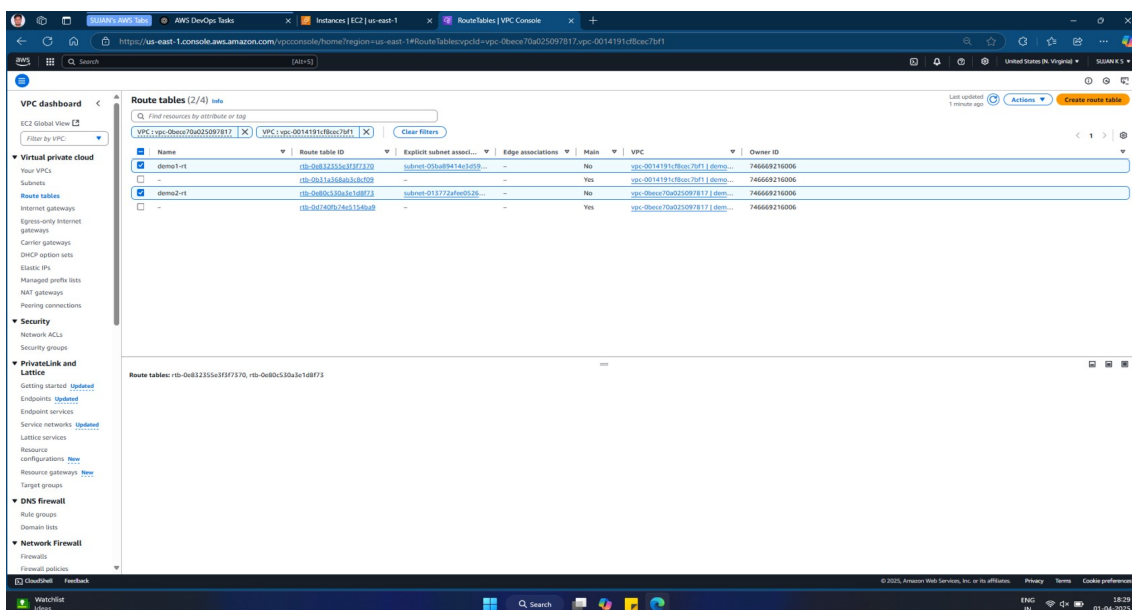 SUJAN's AWS Tabs
AWS DevOps Tasks
Instances | EC2 | us-east-1
RouteTables | VPC Console
https://us-east-1.console.aws.amazon.com/vpcconsole/home?region=us-east-1#RouteTables:vpcId=vpc-0bece70a025097817,vpc-0014191cf8cec7bf1
aws Search [Alt+S] United States (N. Virginia) SUJAN K S
VPC dashboard
EC2 Global View
Filter by VPC:
Virtual private cloud
Your VPCs
Subnets
Route tables
Internet gateways
Egress-only Internet
gateways
Carrier gateways
DHCP option sets
Elastic IPs
Managed prefix lists
NAT gateways
Peering connections
Security
Network ACLs
Security groups
PrivateLink and
Lattice
Getting started Updated
Endpoints Updated
Endpoint services
Service networks Updated
Lattice services
Resource
configurations New
Resource gateways New
Target groups
DNS firewall
Rule groups
Domain lists
Network Firewall
Firewalls
Firewall policies
Route tables (2/4) Info
Last updated
1 minute ago
Actions
Create route table
Find resources by attribute or tag
VPC : vpc-0bece70a025097817 VPC : vpc-0014191cf8cec7bf1 Clear filters
1
Name Route table ID Explicit subnet associ... Edge associations Main VPC Owner ID
demo1-rt rtb-0e832355e3f3f7370 subnet-05ba89414e3d59... – No vpc-0014191cf8cec7bf1 | demo... 746669216006
– rtb-0b31a368ab3c8cf09 – – Yes vpc-0014191cf8cec7bf1 | demo... 746669216006
demo2-rt rtb-0e80c530a3e1d8f73 subnet-013772afee0526... – No vpc-0bece70a025097817 | dem... 746669216006
– rtb-0d740fb74e5154ba9 – – Yes vpc-0bece70a025097817 | dem... 746669216006
Route tables: rtb-0e832355e3f3f7370, rtb-0e80c530a3e1d8f73
CloudShell Feedback © 2025, Amazon Web Services, Inc. or its affiliates. Privacy Terms Cookie preferences
Watchlist
Ideas
Search
ENG
IN
18:29
01-04-2025